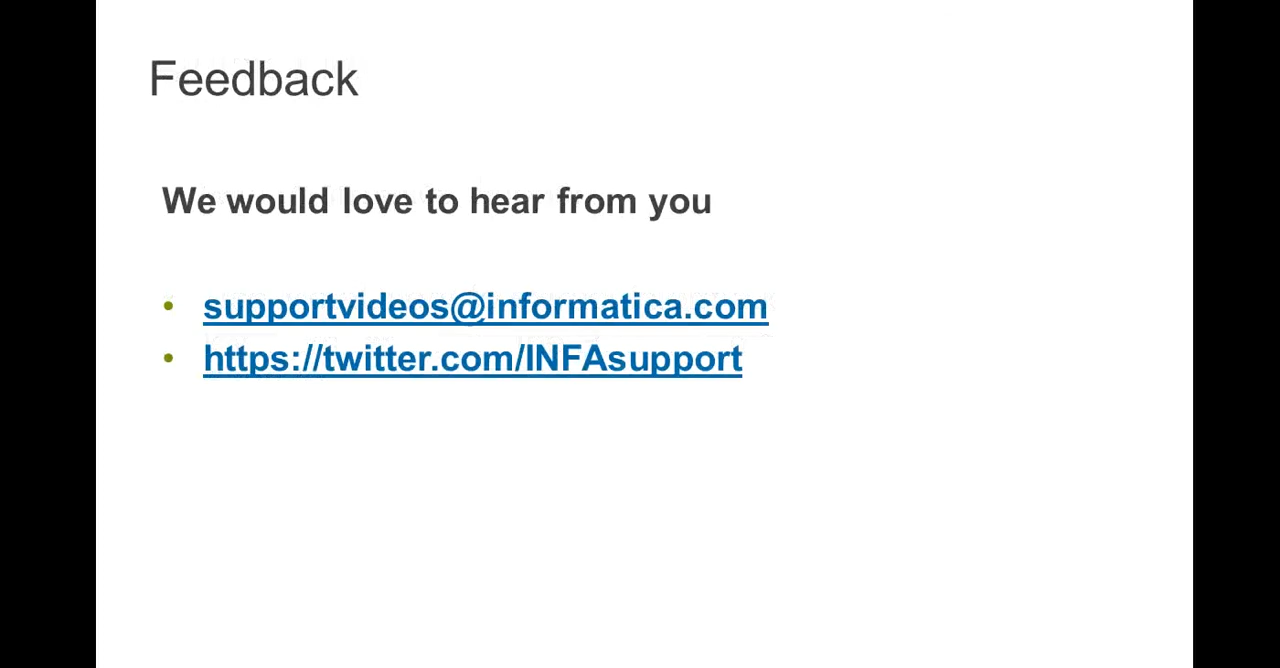 Feedback
We would love to hear from you
• supportvideos@informatica.com
• https://twitter.com/INFAsupport